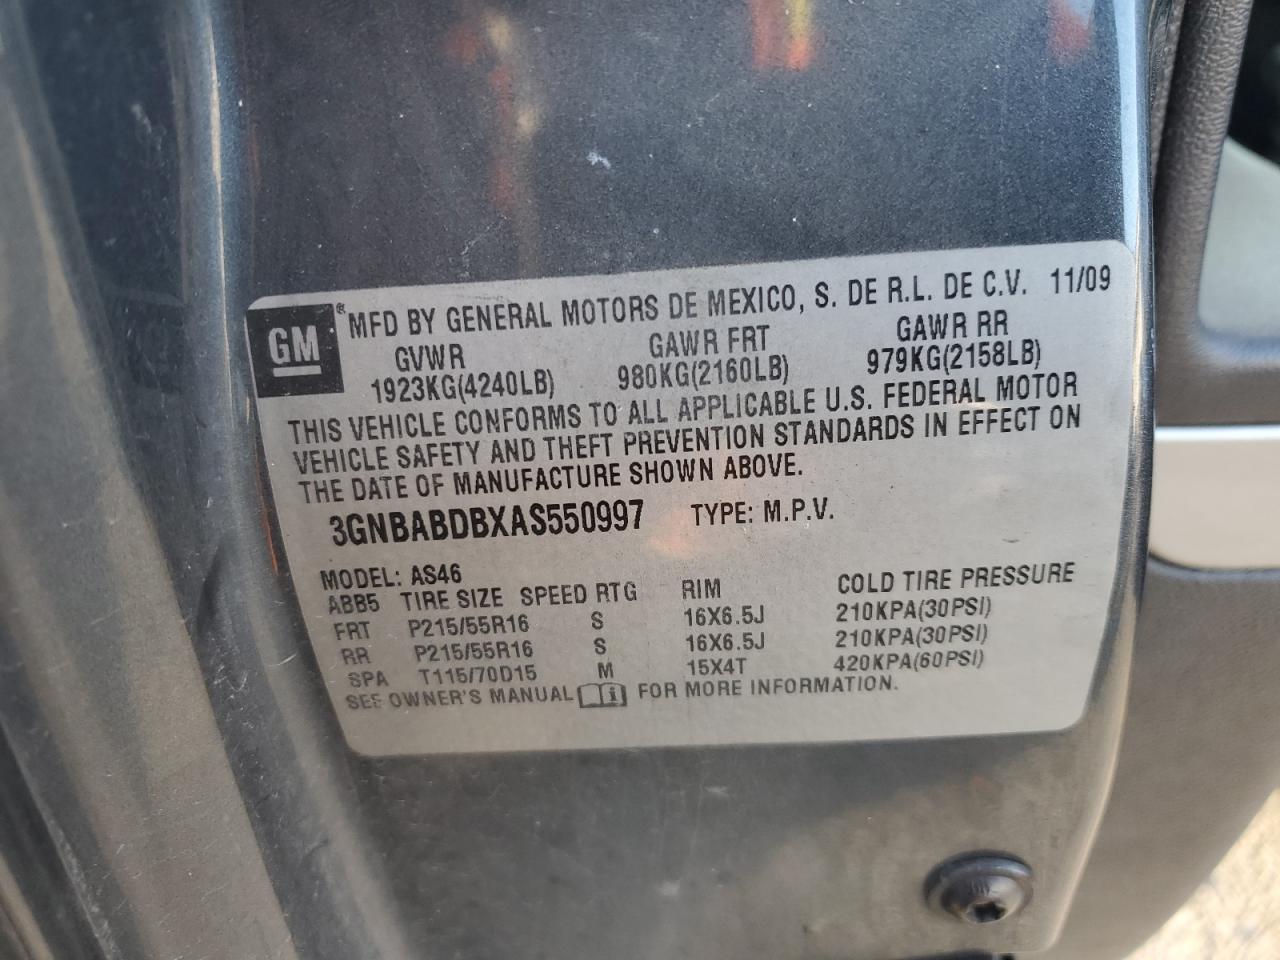 GM ® MFD BY GENERAL MOTORS DE MEXICO, S. DE R.L. DE C.V. 11/09
GVWR GAWR FRT GAWR RR
1923KG(4240LB) 980KG(2160LB) 979KG(2158LB)
THIS VEHICLE CONFORMS TO ALL APPLICABLE U.S. FEDERAL MOTOR
VEHICLE SAFETY AND THEFT PREVENTION STANDARDS IN EFFECT ON
THE DATE OF MANUFACTURE SHOWN ABOVE.
3GNBABDBXAS550997 TYPE: M.P.V.
MODEL: AS46
ABB5 TIRE SIZE SPEED RTG RIM COLD TIRE PRESSURE
FRT P215/55R16 S 16X6.5J 210KPA(30PSI)
RR P215/55R16 S 16X6.5J 210KPA(30PSI)
SPA T115/70D15 M 15X4T 420KPA(60PSI)
SEE OWNER'S MANUAL i FOR MORE INFORMATION.